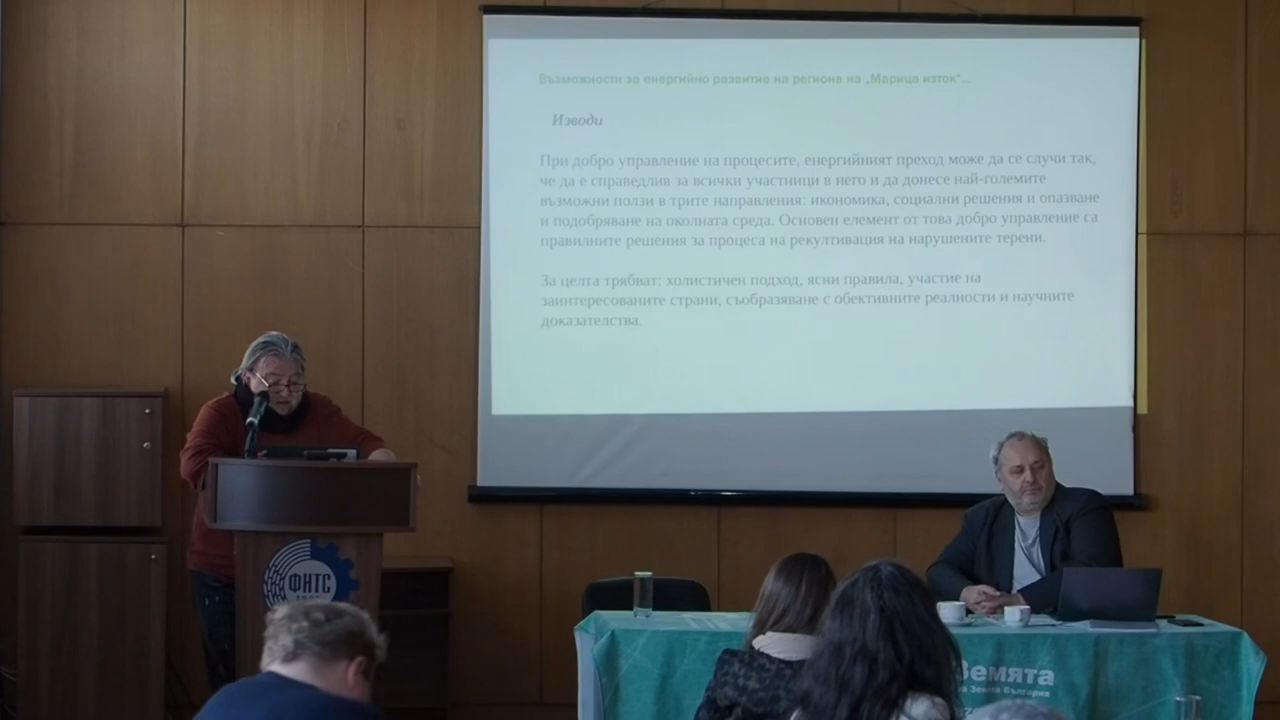 Възможности за енергийно развитие на региона на „Марица изток“...
Изводи
При добро управление на процесите, енергийният преход може да се случи так,
че да е справедлив за всички участници в него и да донесе най-големите
възможни ползи в трите направления: икономика, социални решения и опазване
и подобряване на околната среда. Основен елемент от това добро управление са
правилните решения за процеса на рекултивация на нарушените терени.
За целта трябват: холистичен подход, ясни правила, участие на
заинтересованите страни, съобразяване с обективните реалности и научните
доказателства.
ФНТС
Земята
Земята България